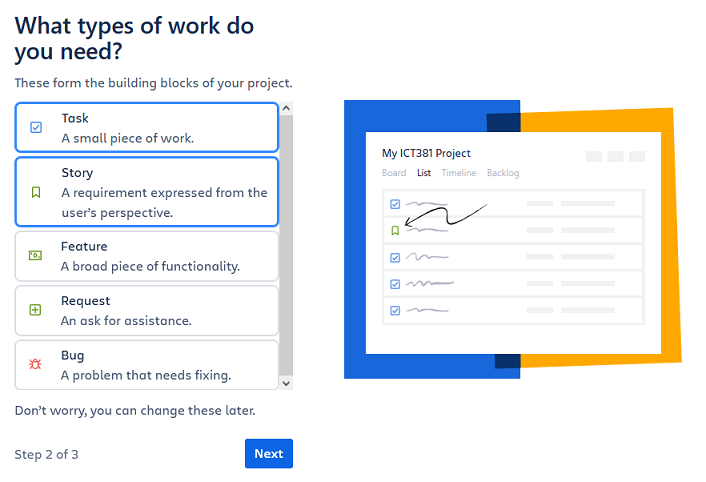 What types of work do
you need?
These form the building blocks of your project.
Task
A small piece of work.
Story
A requirement expressed from the
user's perspective.
Feature
A broad piece of functionality.
Request
An ask for assistance.
Bug
A problem that needs fixing.
Don't worry, you can change these later.
Step 2 of 3
Next
My ICT381 Project
Board List Timeline Backlog